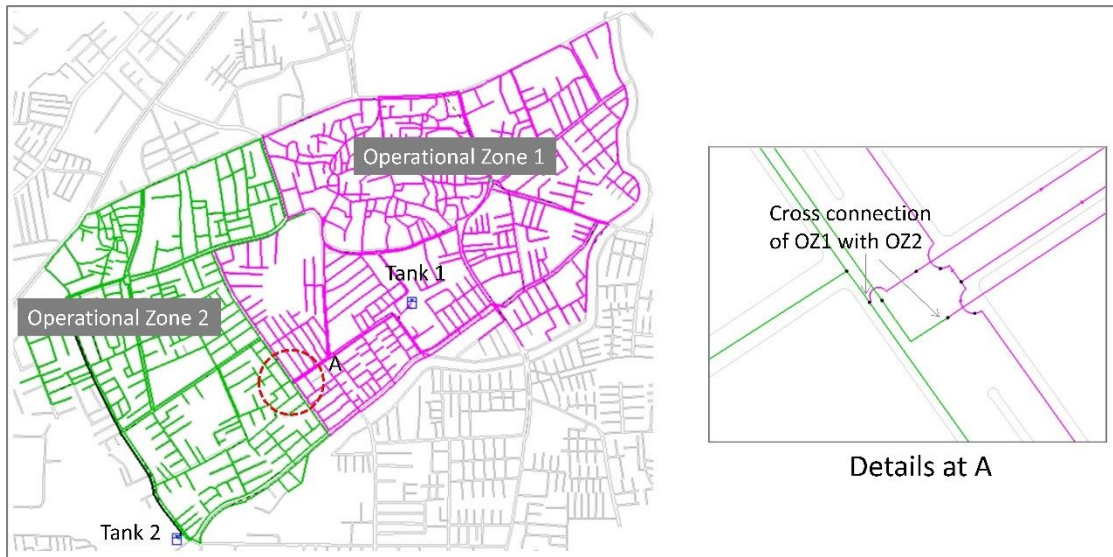 Operational Zone 1
Tank 1
Operational Zone 2
A
Tank 2
Cross connection
of OZ1 with OZ2
Details at A